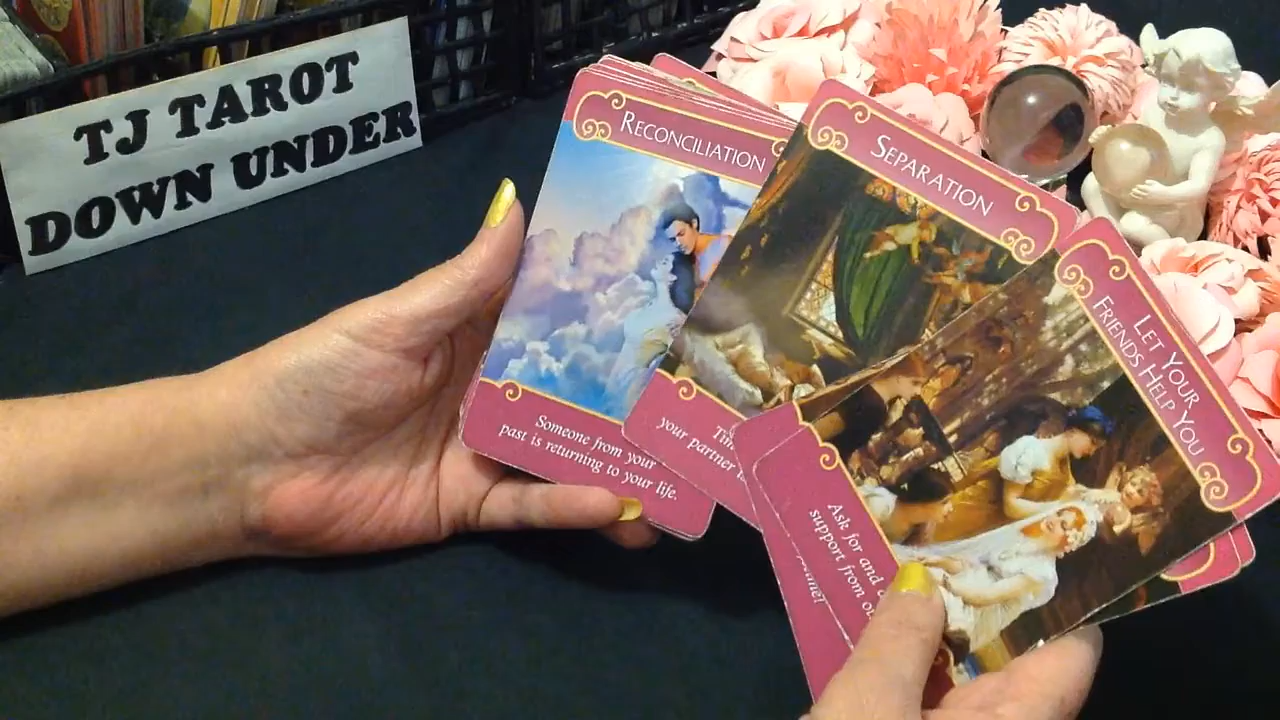 TJ TAROT
DOWN UNDER
RECONCILIATION
Someone from your
past is returning to your life.
SEPARATION
your partner
LET YOUR
FRIENDS HELP YOU
Ask for and
support from